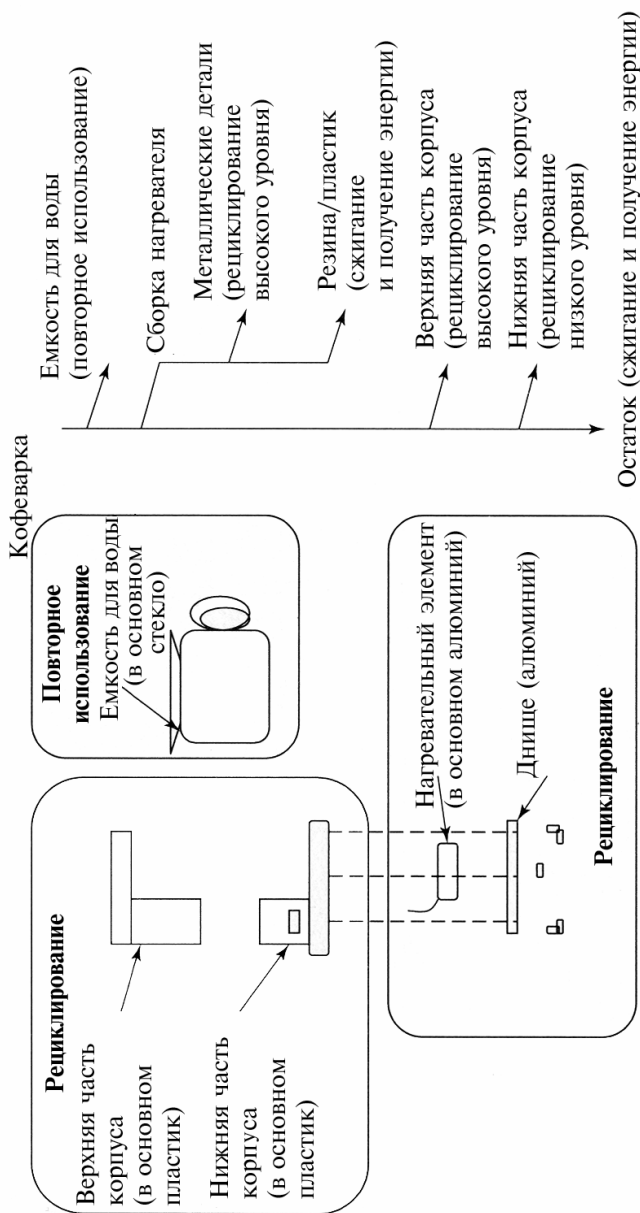 Рециклирование
Верхняя часть
корпуса
(в основном
пластик)
Нижняя часть
корпуса
(в основном
пластик)
Повторное
использование
Емкость для воды
(в основном
стекло)
Нагревательный элемент
(в основном алюминий)
Днище (алюминий)
Рециклирование
Кофеварка
Емкость для воды
(повторное использование)
Сборка нагревателя
Металлические детали
(рециклирование
высокого уровня)
Резина/пластик
(сжигание
и получение энергии)
Верхняя часть корпуса
(рециклирование
высокого уровня)
Нижняя часть корпуса
(рециклирование
низкого уровня)
Остаток (сжигание и получение энергии)